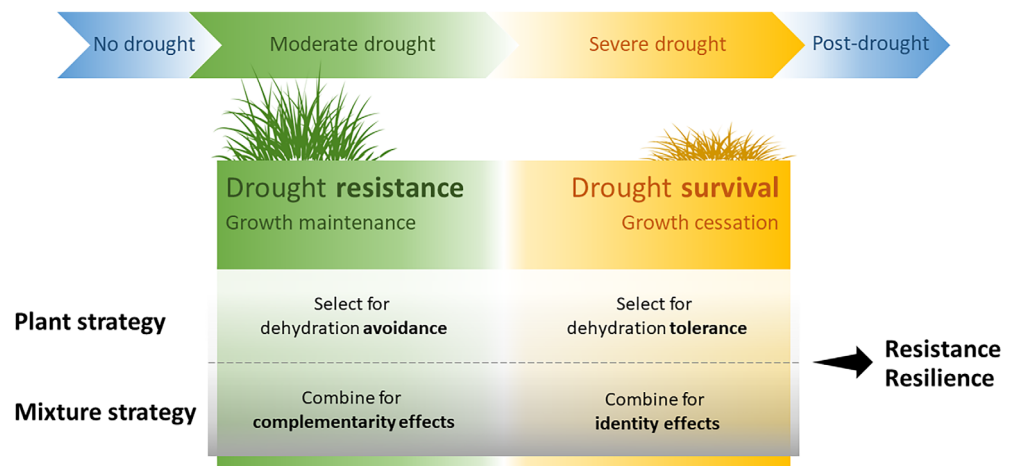 No drought
Moderate drought
Severe drought
Post-drought
Drought resistance
Growth maintenance
Drought survival
Growth cessation
Plant strategy
Select for
dehydration avoidance
Select for
dehydration tolerance
Mixture strategy
Combine for
complementarity effects
Combine for
identity effects
Resistance
Resilience